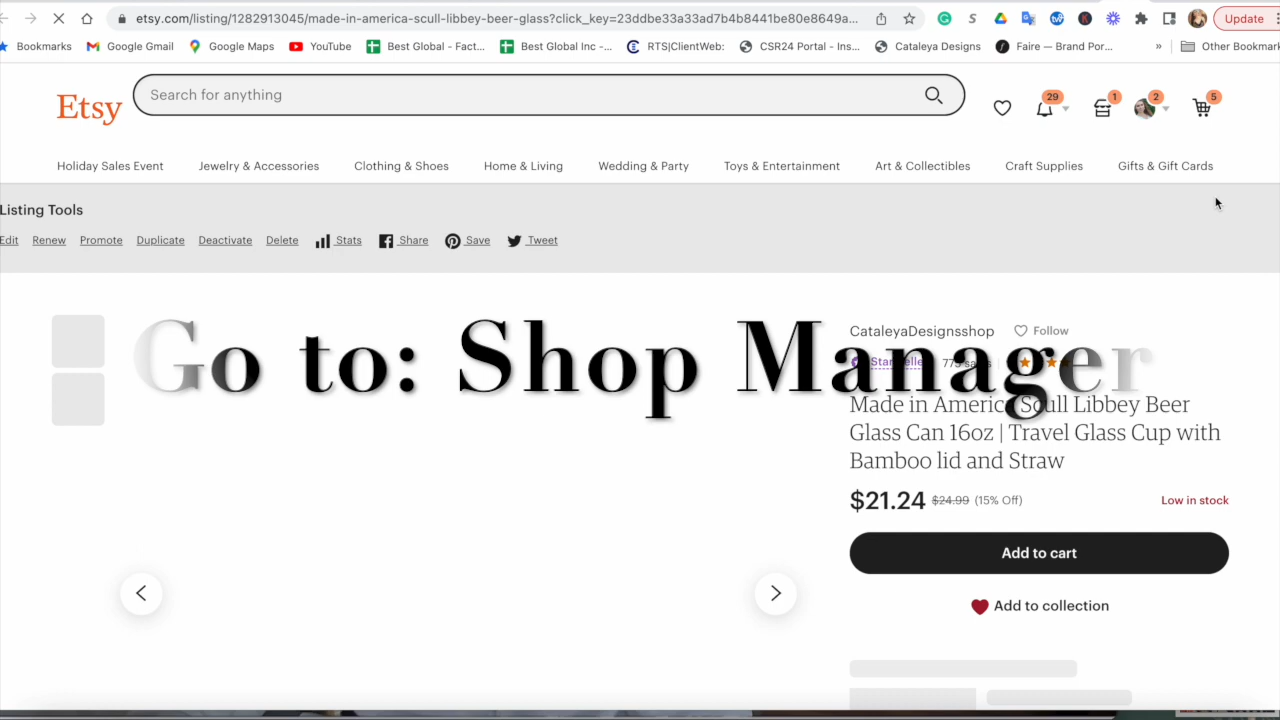 etsy.com/listing/1282913045/made-in-america-scull-libbey-beer-glass?click_key=23ddbe33a33ad7b4b8441be80e8649a...
Update
Bookmarks Google Gmail Google Maps YouTube Best Global - Fact... Best Global Inc -... RTS|ClientWeb: CSR24 Portal - Ins... Cataleya Designs Faire — Brand Por... » Other Bookmark
Etsy
Search for anything
29
1
2
5
Holiday Sales Event Jewelry & Accessories Clothing & Shoes Home & Living Wedding & Party Toys & Entertainment Art & Collectibles Craft Supplies Gifts & Gift Cards
Listing Tools
Edit Renew Promote Duplicate Deactivate Delete Stats Share Save Tweet
CataleyaDesignsshop Follow
Go to: Shop Manager
Made in America Scull Libbey Beer
Glass Can 16oz | Travel Glass Cup with
Bamboo lid and Straw
$21.24 $24.99 (15% Off) Low in stock
Add to cart
Add to collection